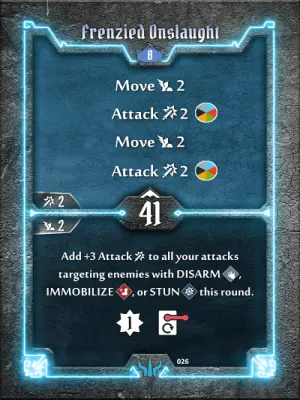 Frenzied Onslaught
8
Move 2
Attack 2
Move 2
Attack 2
2
41
2
Add +3 Attack to all your attacks
targeting enemies with DISARM ,
IMMOBILIZE , or STUN this round.
1
026